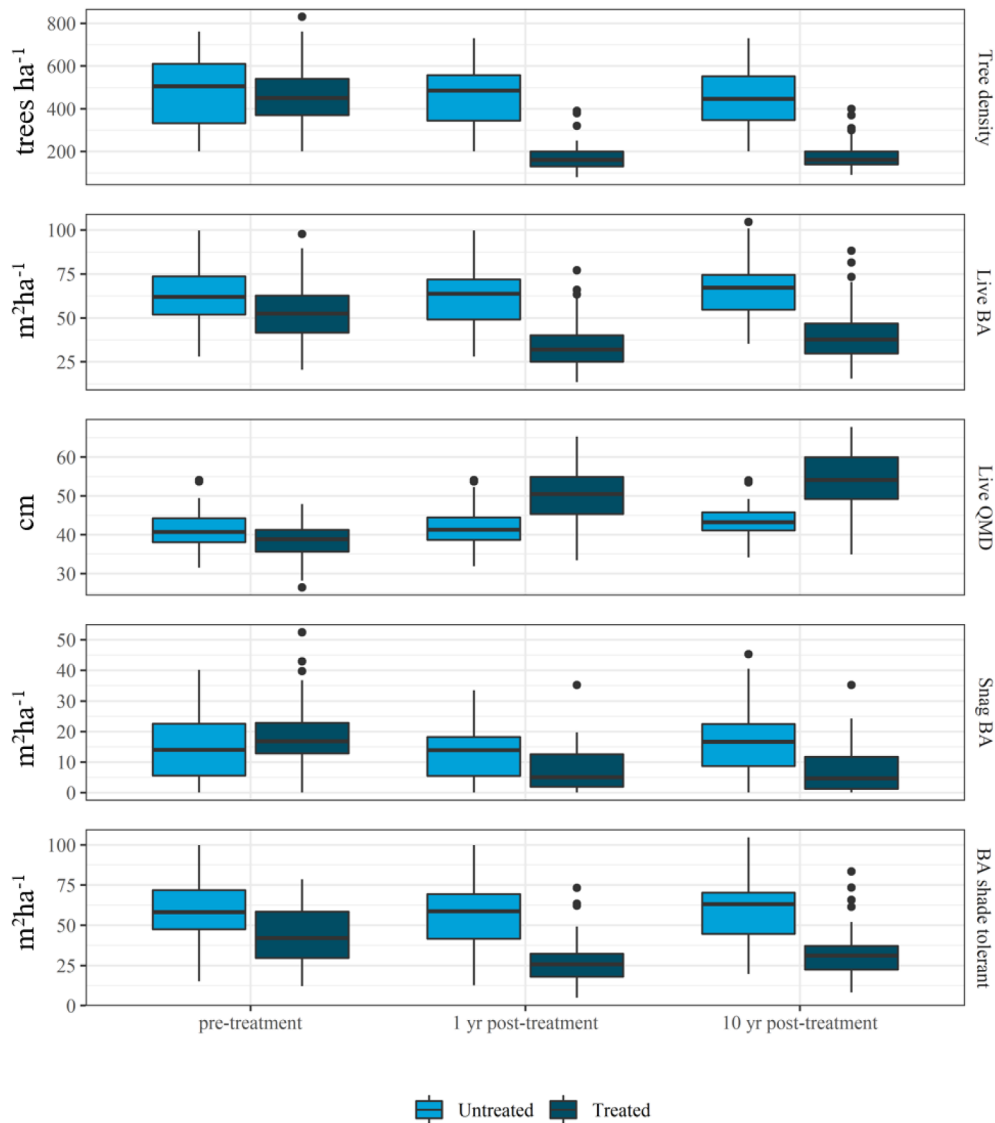 800
600
400
200
trees ha⁻¹
Tree density
100
75
50
25
m²ha⁻¹
Live BA
60
50
40
30
cm
Live QMD
50
40
30
20
10
0
m²ha⁻¹
Snag BA
100
75
50
25
0
m²ha⁻¹
BA shade tolerant
pre-treatment 1 yr post-treatment 10 yr post-treatment
Untreated Treated